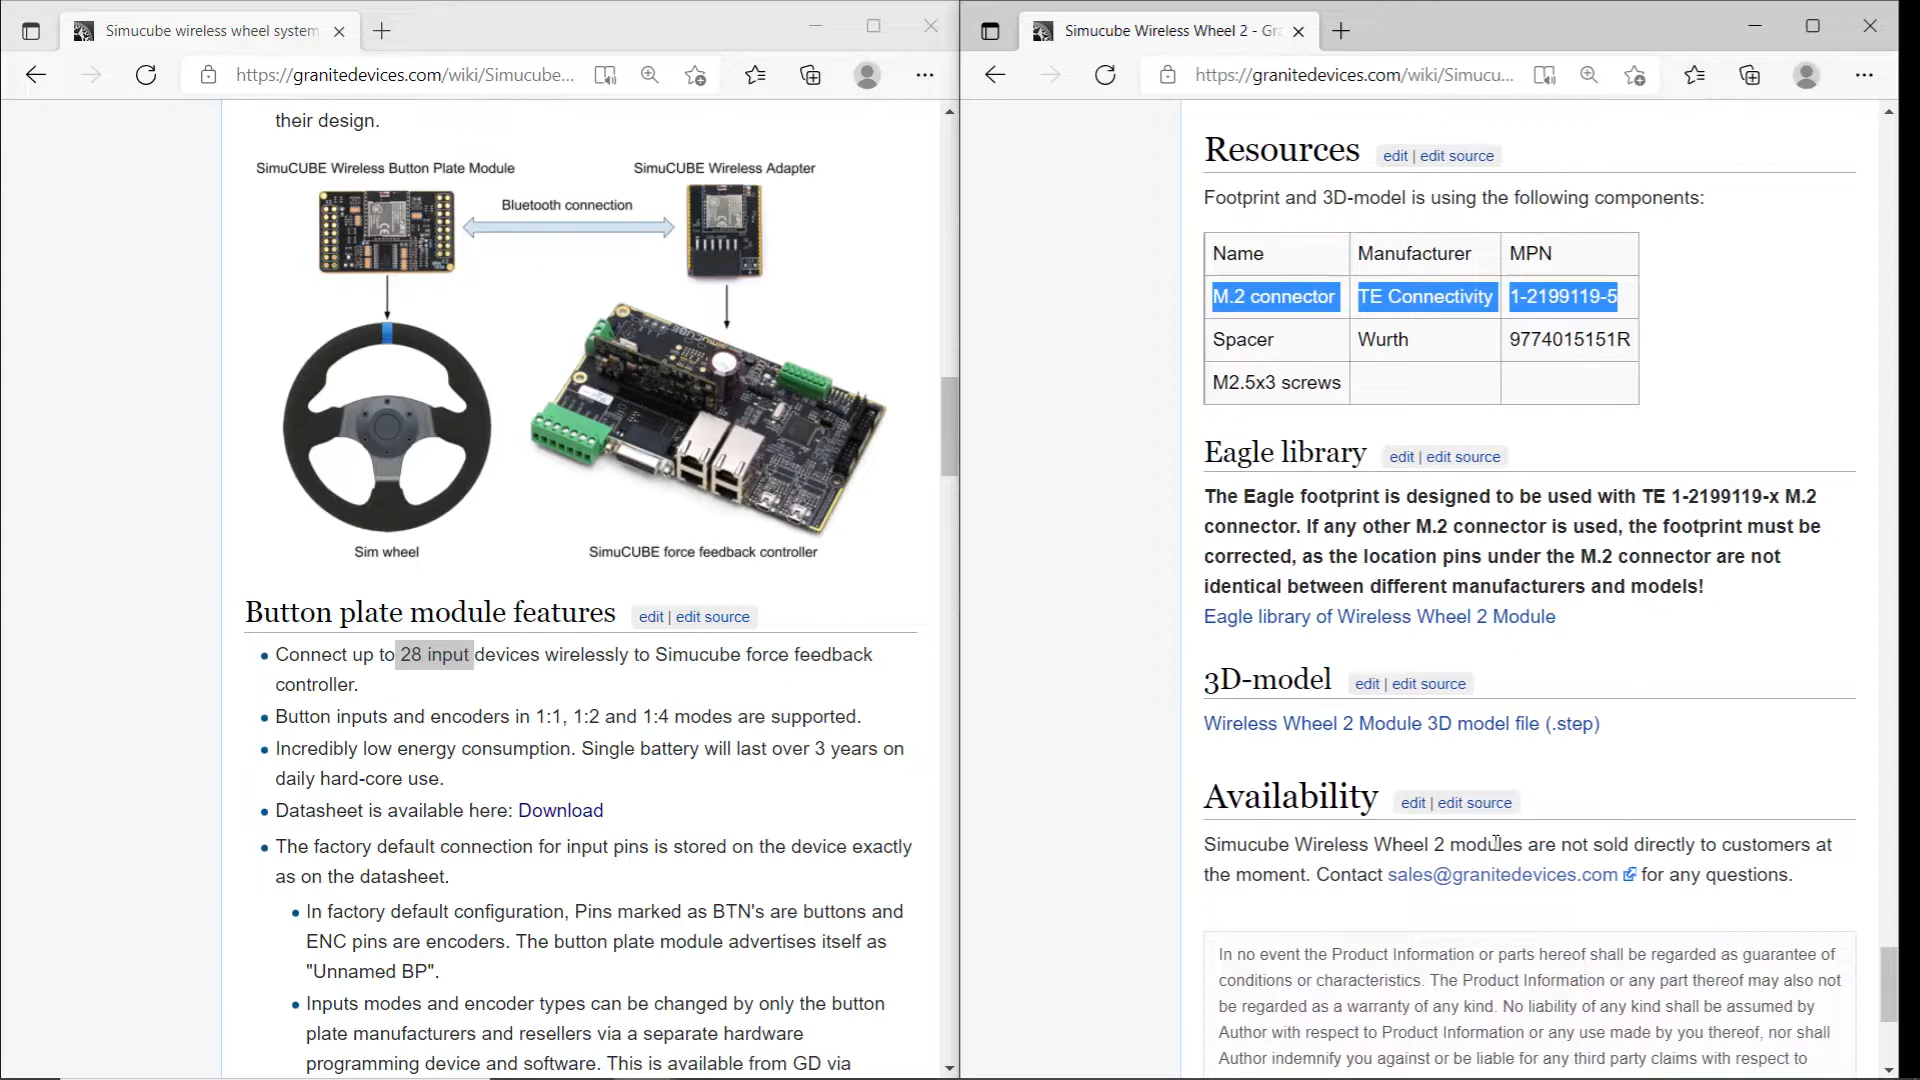 Simucube wireless wheel system
https://granitedevices.com/wiki/Simucube...
their design.
SimuCUBE Wireless Button Plate Module
SimuCUBE Wireless Adapter
Bluetooth connection
Sim wheel
SimuCUBE force feedback controller
Button plate module features
edit | edit source
Connect up to 28 input devices wirelessly to Simucube force feedback
controller.
Button inputs and encoders in 1:1, 1:2 and 1:4 modes are supported.
Incredibly low energy consumption. Single battery will last over 3 years on
daily hard-core use.
Datasheet is available here: Download
The factory default connection for input pins is stored on the device exactly
as on the datasheet.
In factory default configuration, Pins marked as BTN's are buttons and
ENC pins are encoders. The button plate module advertises itself as
"Unnamed BP".
Inputs modes and encoder types can be changed by only the button
plate manufacturers and resellers via a separate hardware
programming device and software. This is available from GD via
Simucube Wireless Wheel 2 - Gra
https://granitedevices.com/wiki/Simucu...
Resources
edit | edit source
Footprint and 3D-model is using the following components:
Name Manufacturer MPN
M.2 connector TE Connectivity 1-2199119-5
Spacer Wurth 9774015151R
M2.5x3 screws
Eagle library
edit | edit source
The Eagle footprint is designed to be used with TE 1-2199119-x M.2
connector. If any other M.2 connector is used, the footprint must be
corrected, as the location pins under the M.2 connector are not
identical between different manufacturers and models!
Eagle library of Wireless Wheel 2 Module
3D-model
edit | edit source
Wireless Wheel 2 Module 3D model file (.step)
Availability
edit | edit source
Simucube Wireless Wheel 2 modules are not sold directly to customers at
the moment. Contact sales@granitedevices.com for any questions.
In no event the Product Information or parts hereof shall be regarded as guarantee of
conditions or characteristics. The Product Information or any part thereof may also not
be regarded as a warranty of any kind. No liability of any kind shall be assumed by
Author with respect to Product Information or any use made by you thereof, nor shall
Author indemnify you against or be liable for any third party claims with respect to